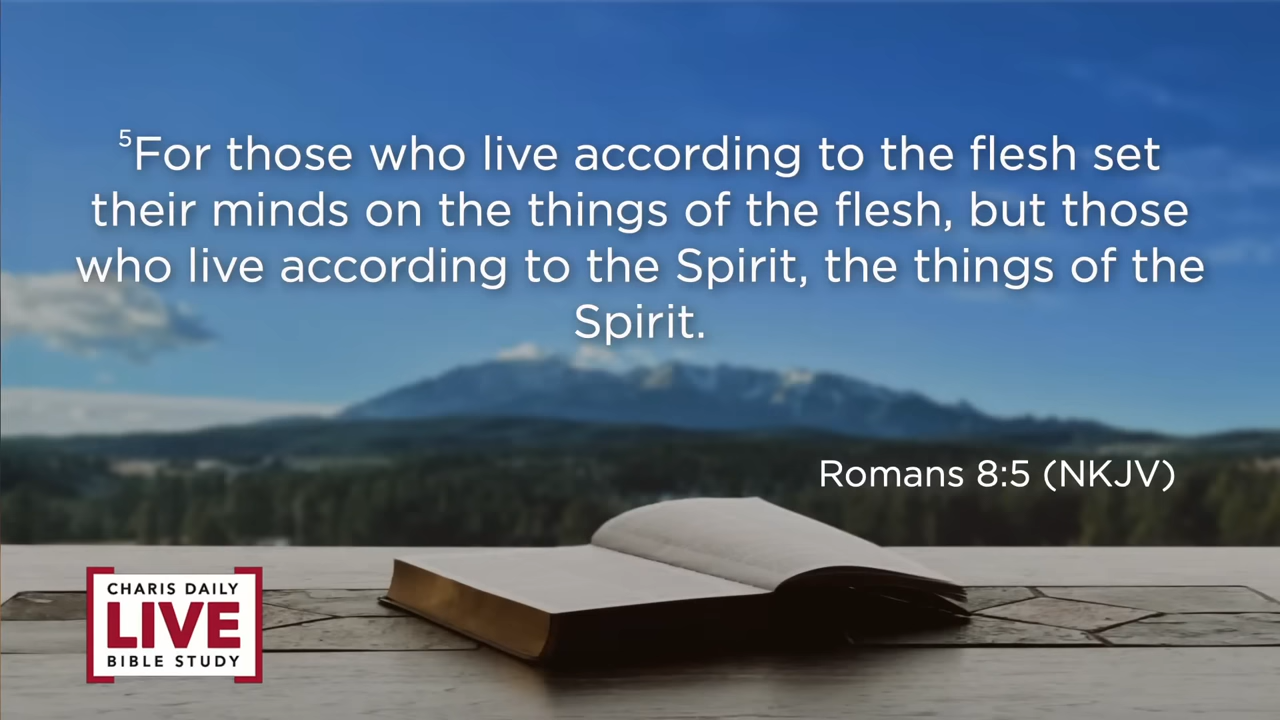 ⁵For those who live according to the flesh set
their minds on the things of the flesh, but those
who live according to the Spirit, the things of the
Spirit.
Romans 8:5 (NKJV)
CHARIS DAILY
LIVE
BIBLE STUDY